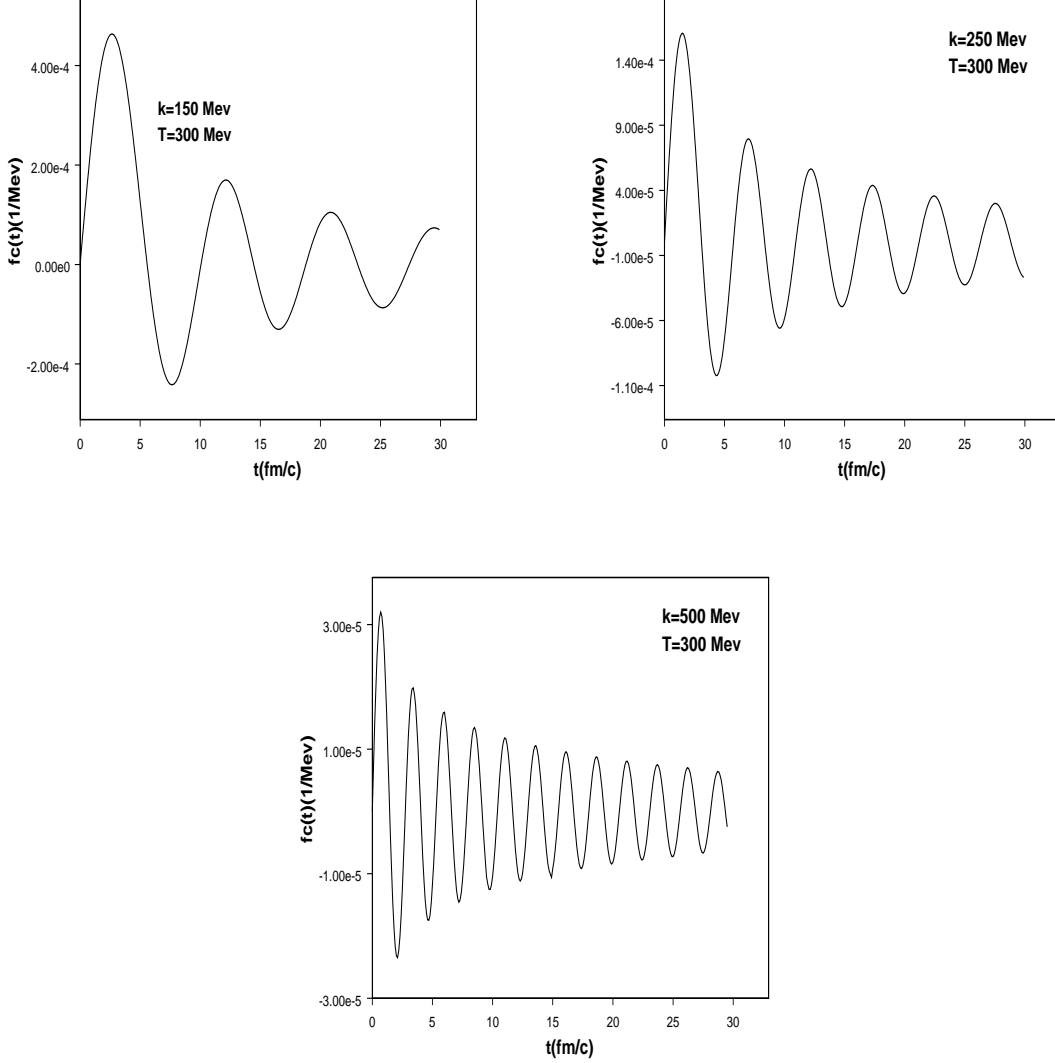 k=150 Mev
T=300 Mev
fc(t)(1/Mev)
4.00e-4
2.00e-4
0.00e0
-2.00e-4
0 5 10 15 20 25 30
t(fm/c)
k=250 Mev
T=300 Mev
fc(t)(1/Mev)
1.40e-4
9.00e-5
4.00e-5
-1.00e-5
-6.00e-5
-1.10e-4
0 5 10 15 20 25 30
t(fm/c)
k=500 Mev
T=300 Mev
fc(t)(1/Mev)
3.00e-5
1.00e-5
-1.00e-5
-3.00e-5
0 5 10 15 20 25 30
t(fm/c)